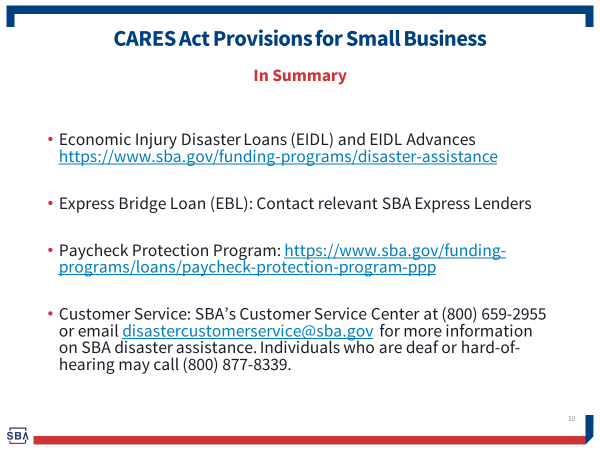 CARES Act Provisions for Small Business
In Summary
• Economic Injury Disaster Loans (EIDL) and EIDL Advances
https://www.sba.gov/funding-programs/disaster-assistance
• Express Bridge Loan (EBL): Contact relevant SBA Express Lenders
• Paycheck Protection Program: https://www.sba.gov/funding-
programs/loans/paycheck-protection-program-ppp
• Customer Service: SBA’s Customer Service Center at (800) 659-2955
or email disastercustomerservice@sba.gov for more information
on SBA disaster assistance. Individuals who are deaf or hard-of-
hearing may call (800) 877-8339.
10
SBA